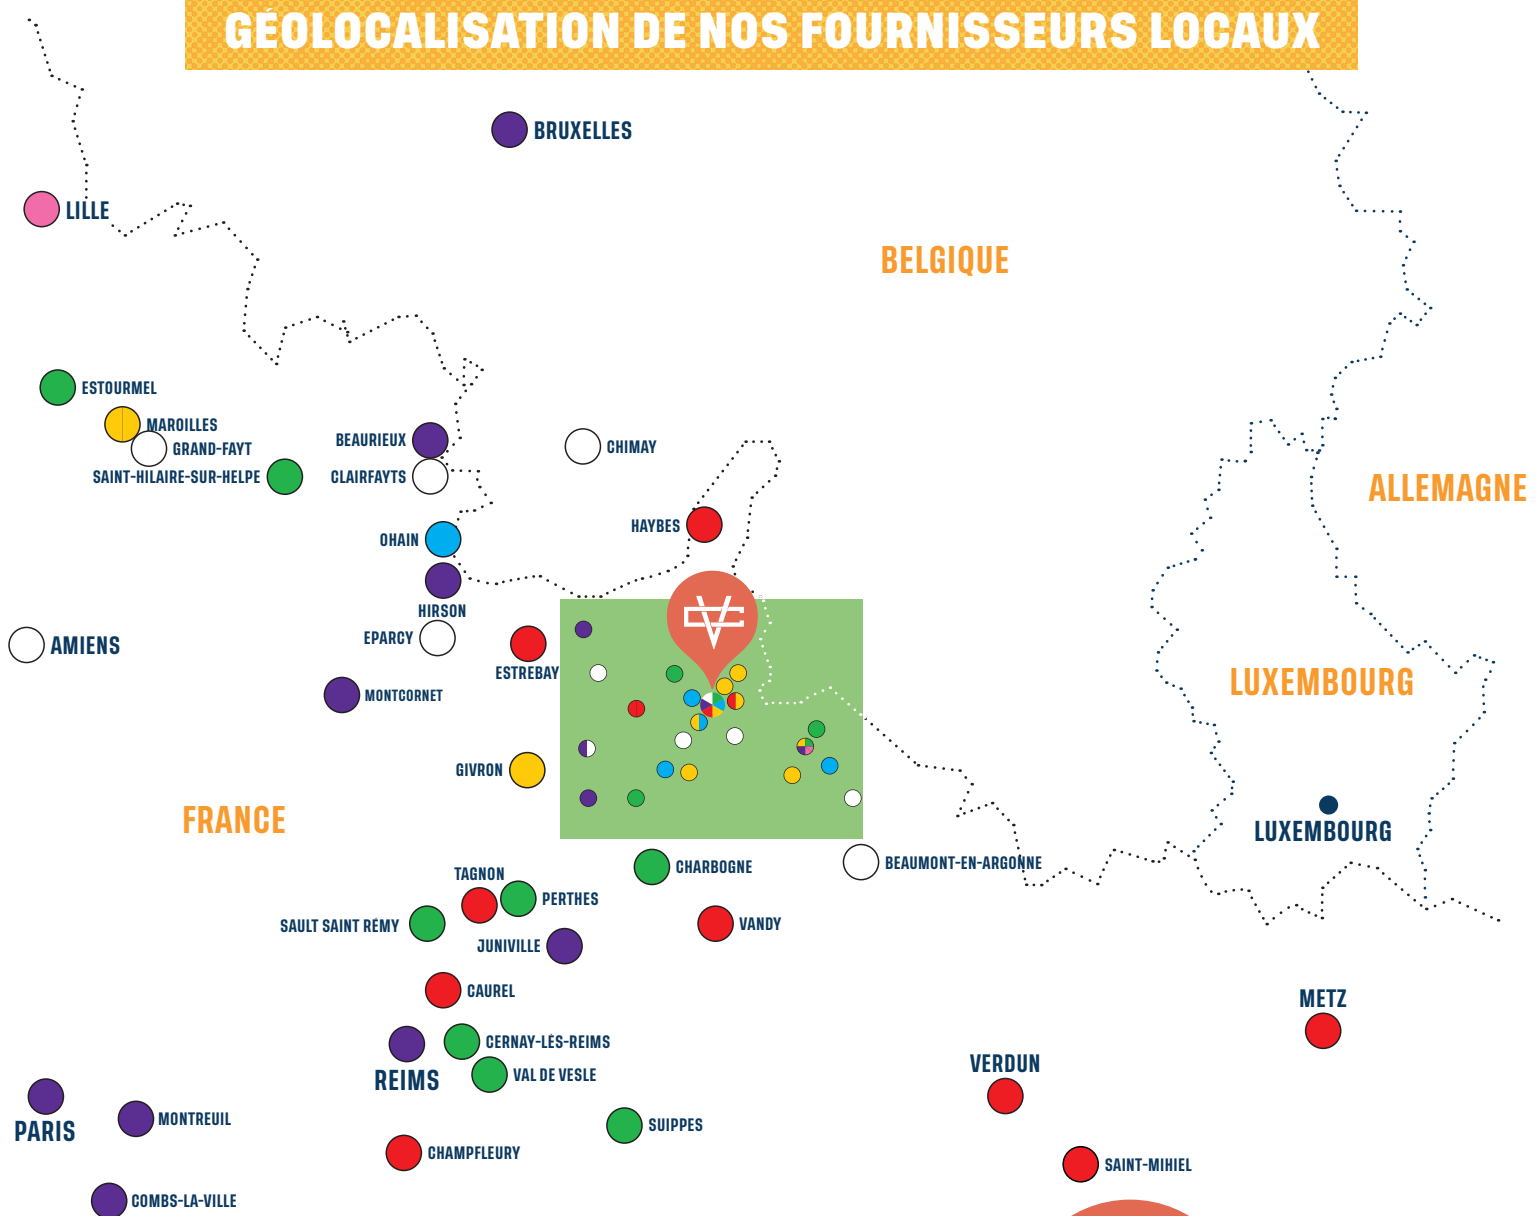 GÉOLOCALISATION DE NOS FOURNISSEURS LOCAUX
BRUXELLES
LILLE
BELGIQUE
ESTOURMEL
MAROILLES
GRAND-FAYT
BEAURIEUX
CHIMAY
SAINT-HILAIRE-SUR-HELPE
CLAIRFAYTS
ALLEMAGNE
HAYBES
OHAIN
HIRSON
EPARCY
AMIENS
ESTREBAY
LUXEMBOURG
MONTCORNET
GIVRON
FRANCE
LUXEMBOURG
CHARBOGNE
BEAUMONT-EN-ARGONNE
TAGNON
PERTHES
SAULT SAINT RÉMY
VANDY
JUNIVILLE
CAUREL
METZ
CERNAY-LÈS-REIMS
VERDUN
REIMS
VAL DE VESLE
PARIS
MONTREUIL
SUIPPES
CHAMPFLEURY
SAINT-MIHIEL
COMBS-LA-VILLE